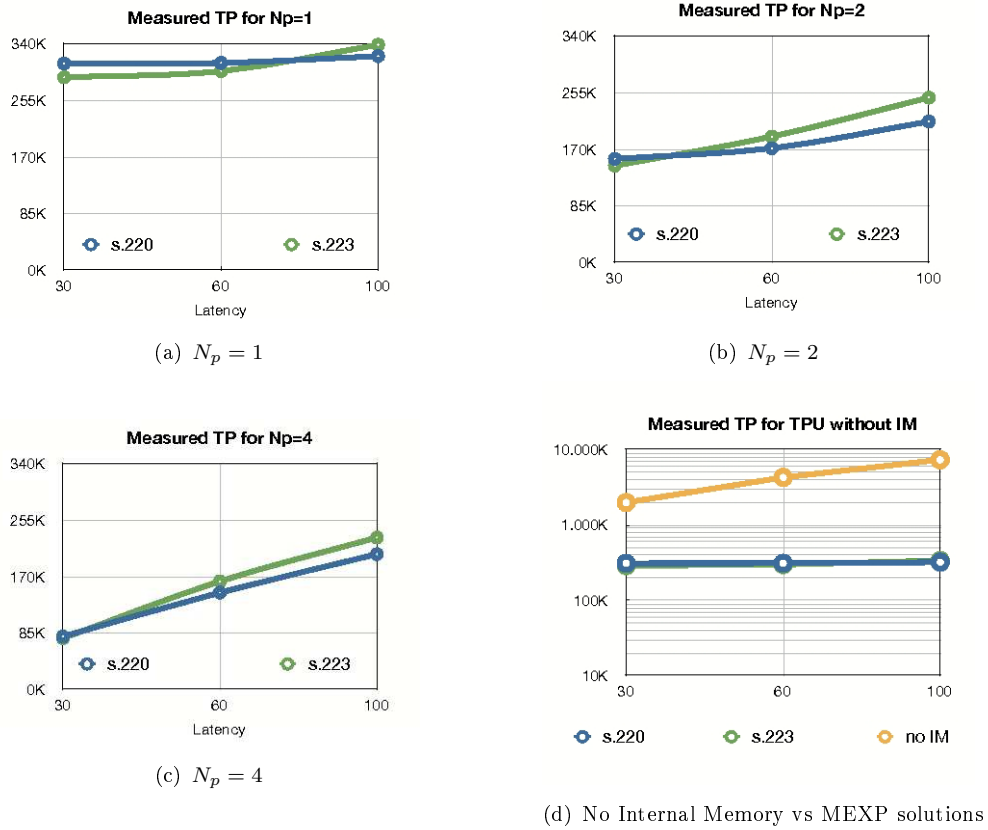 Measured TP for Np=1
340K
255K
170K
85K
0K
s.220 s.223
30 60 100
Latency
(a) Nₚ = 1
Measured TP for Np=2
340K
255K
170K
85K
0K
s.220 s.223
30 60 100
Latency
(b) Nₚ = 2
Measured TP for Np=4
340K
255K
170K
85K
0K
s.220 s.223
30 60 100
Latency
(c) Nₚ = 4
Measured TP for TPU without IM
10.000K
1.000K
100K
10K
30 60 100
s.220 s.223 no IM
(d) No Internal Memory vs MEXP solutions